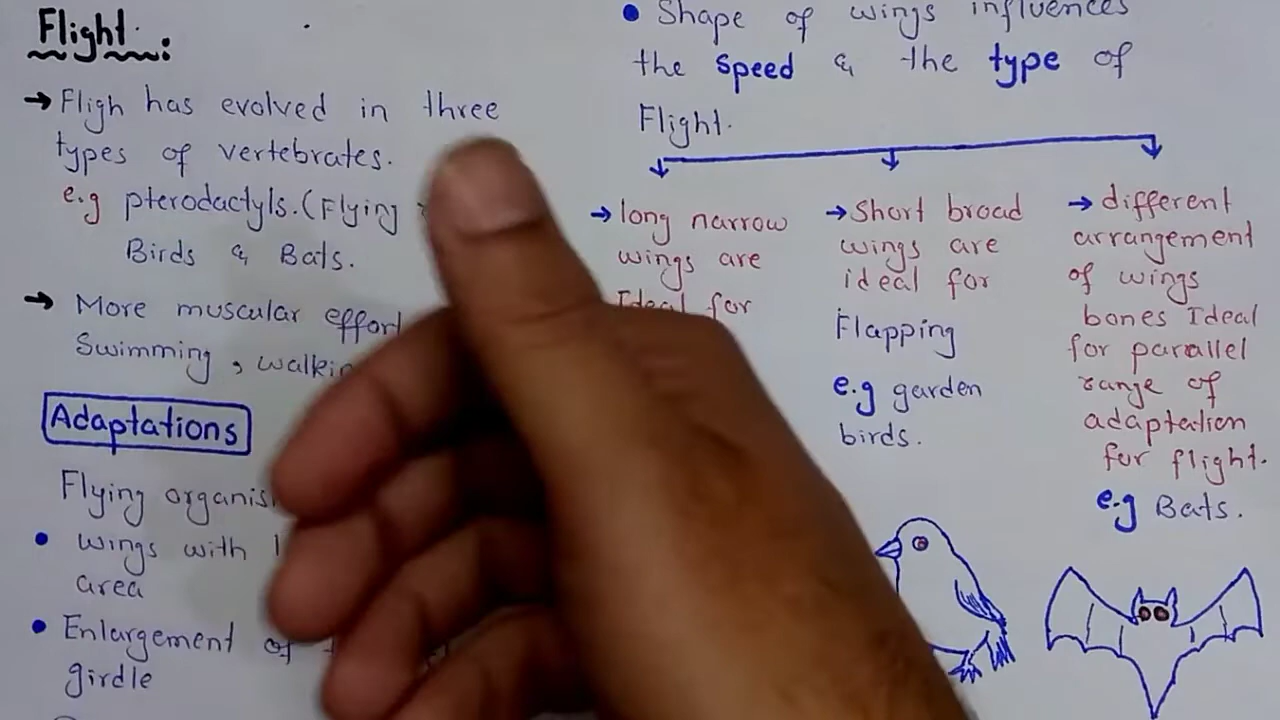 Flight:
→ Fligh has evolved in three
types of vertebrates.
e.g pterodactyls.(Flying
Birds & Bats.
→ More muscular effort
Swimming, walkin
Adaptations
Flying organis
• wings with l
area
• Enlargement of t
girdle
• Shape of wings influences
the speed & the type of
Flight.
→ long narrow
wings are
Ideal for
→ Short broad
wings are
ideal for
Flapping
e.g garden
birds.
→ different
arrangement
of wings
bones Ideal
for parallel
range of
adaptation
for flight.
e.g Bats.